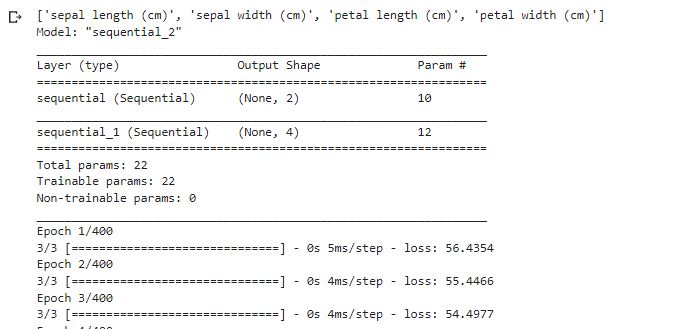 ['sepal length (cm)', 'sepal width (cm)', 'petal length (cm)', 'petal width (cm)']
Model: "sequential_2"
_________________________________________________________________
Layer (type)                 Output Shape              Param #
=================================================================
sequential (Sequential)      (None, 2)                 10
_________________________________________________________________
sequential_1 (Sequential)    (None, 4)                 12
=================================================================
Total params: 22
Trainable params: 22
Non-trainable params: 0
_________________________________________________________________
Epoch 1/400
3/3 [==============================] - 0s 5ms/step - loss: 56.4354
Epoch 2/400
3/3 [==============================] - 0s 4ms/step - loss: 55.4466
Epoch 3/400
3/3 [==============================] - 0s 4ms/step - loss: 54.4977